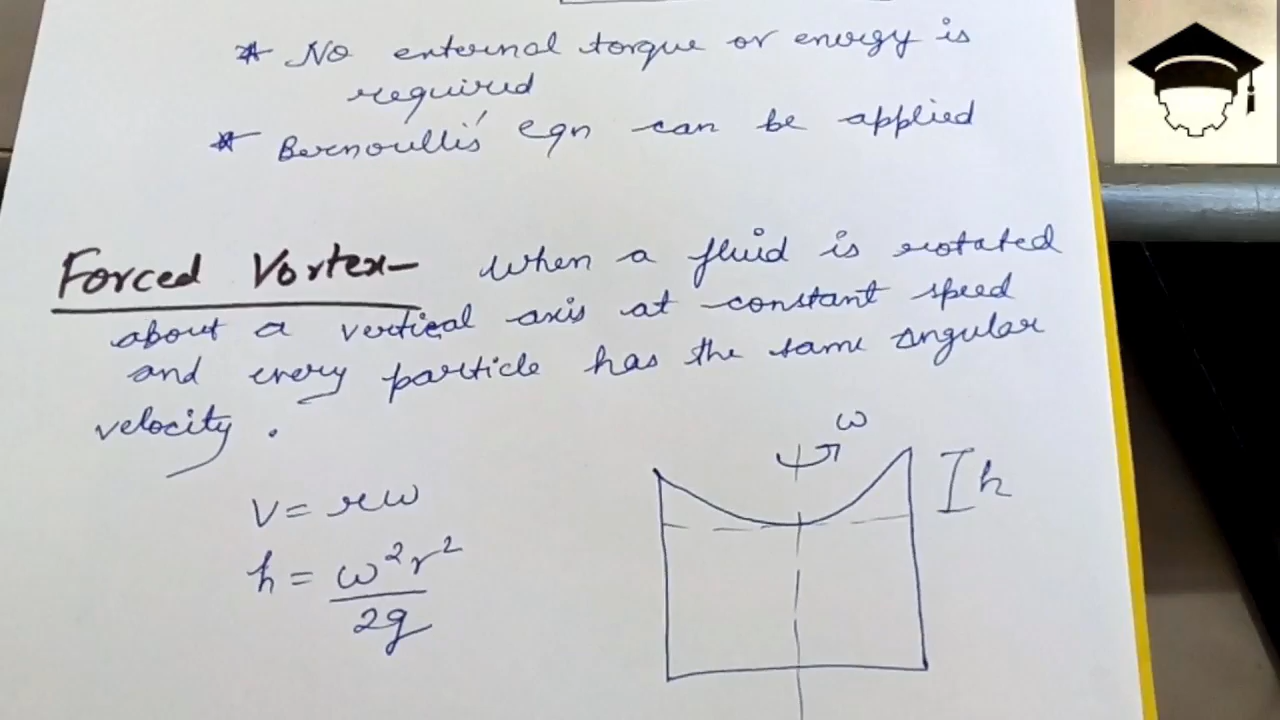 * No external torque or energy is
required
* Bernoulli's eqn can be applied
Forced Vortex- When a fluid is rotated
about a vertical axis at constant speed
and every particle has the same angular
velocity.
V = rω
h = ω²r²/2g
ω
h